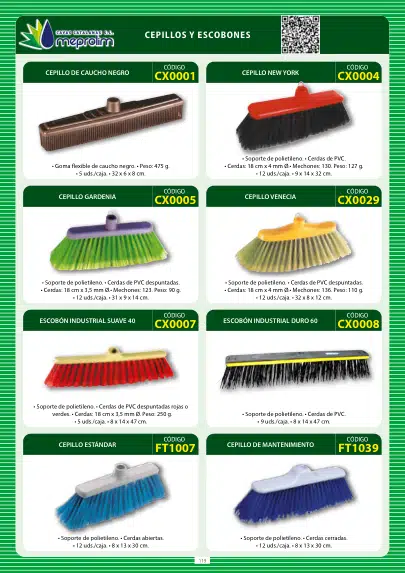 CUYÁS CATALANAS S.L.
meprolim
CEPILLOS Y ESCOBONES
CEPILLO DE CAUCHO NEGRO
CÓDIGO
CX0001
• Goma flexible de caucho negro. • Peso: 475 g.
• 5 uds./caja. • 32 x 6 x 8 cm.
CEPILLO NEW YORK
CÓDIGO
CX0004
• Soporte de polietileno. • Cerdas de PVC.
• Cerdas: 18 cm x 4 mm Ø.• Mechones: 130. Peso: 127 g.
• 12 uds./caja. • 9 x 14 x 32 cm.
CEPILLO GARDENIA
CÓDIGO
CX0005
• Soporte de polietileno. • Cerdas de PVC despuntadas.
• Cerdas: 18 cm x 3,5 mm Ø.• Mechones: 123. Peso: 90 g.
• 12 uds./caja. • 31 x 9 x 14 cm.
CEPILLO VENECIA
CÓDIGO
CX0029
• Soporte de polietileno. • Cerdas de PVC despuntadas.
• Cerdas: 18 cm x 4 mm Ø.• Mechones: 136. Peso: 110 g.
• 12 uds./caja. • 32 x 8 x 12 cm.
ESCOBÓN INDUSTRIAL SUAVE 40
CÓDIGO
CX0007
• Soporte de polietileno. • Cerdas de PVC despuntadas rojas o
verdes. • Cerdas: 18 cm x 3,5 mm Ø. Peso: 250 g.
• 5 uds./caja. • 8 x 14 x 47 cm.
ESCOBÓN INDUSTRIAL DURO 60
CÓDIGO
CX0008
• Soporte de polietileno. • Cerdas de PVC.
• 9 uds./caja. • 8 x 14 x 47 cm.
CEPILLO ESTÁNDAR
CÓDIGO
FT1007
• Soporte de polietileno. • Cerdas abiertas.
• 12 uds./caja. • 8 x 13 x 30 cm.
CEPILLO DE MANTENIMIENTO
CÓDIGO
FT1039
• Soporte de polietileno. • Cerdas cerradas.
• 12 uds./caja. • 8 x 13 x 30 cm.